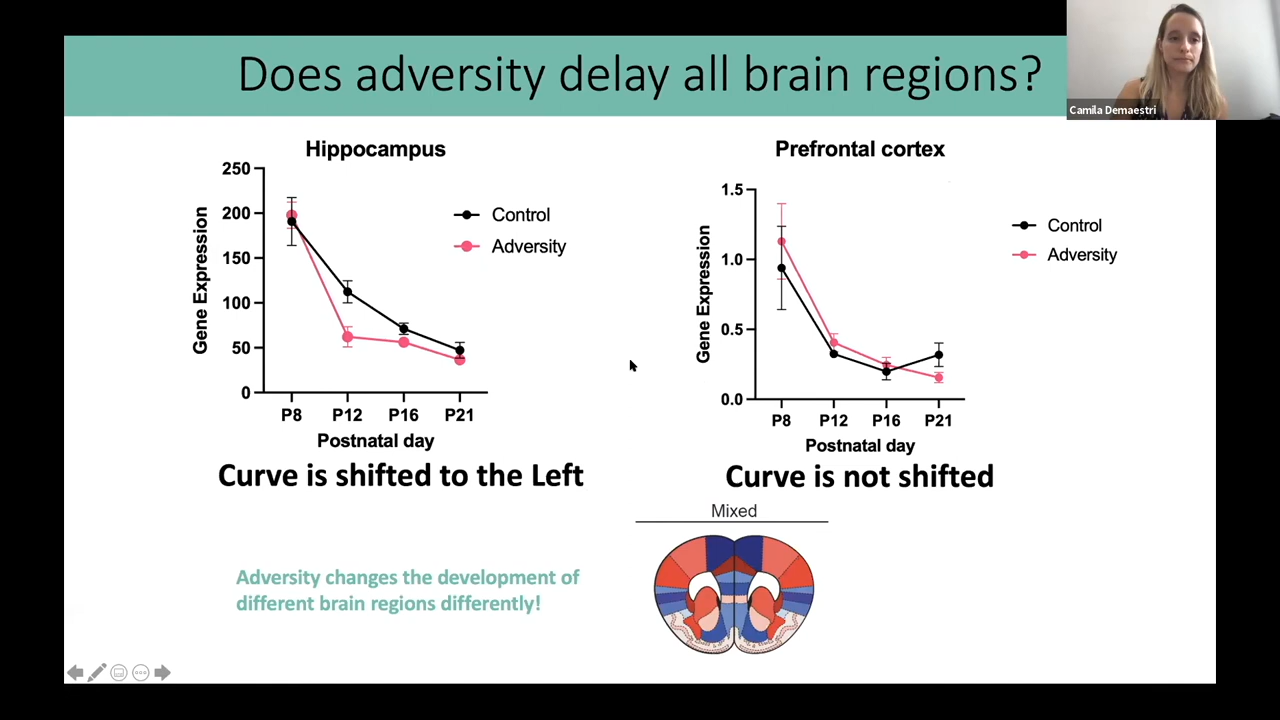 Does adversity delay all brain regions?
Camila Demaestri
Hippocampus
250
200
150
100
50
0
Gene Expression
Control
Adversity
P8 P12 P16 P21
Postnatal day
Curve is shifted to the Left
Prefrontal cortex
1.5
1.0
0.5
0.0
Gene Expression
Control
Adversity
P8 P12 P16 P21
Postnatal day
Curve is not shifted
Mixed
Adversity changes the development of
different brain regions differently!